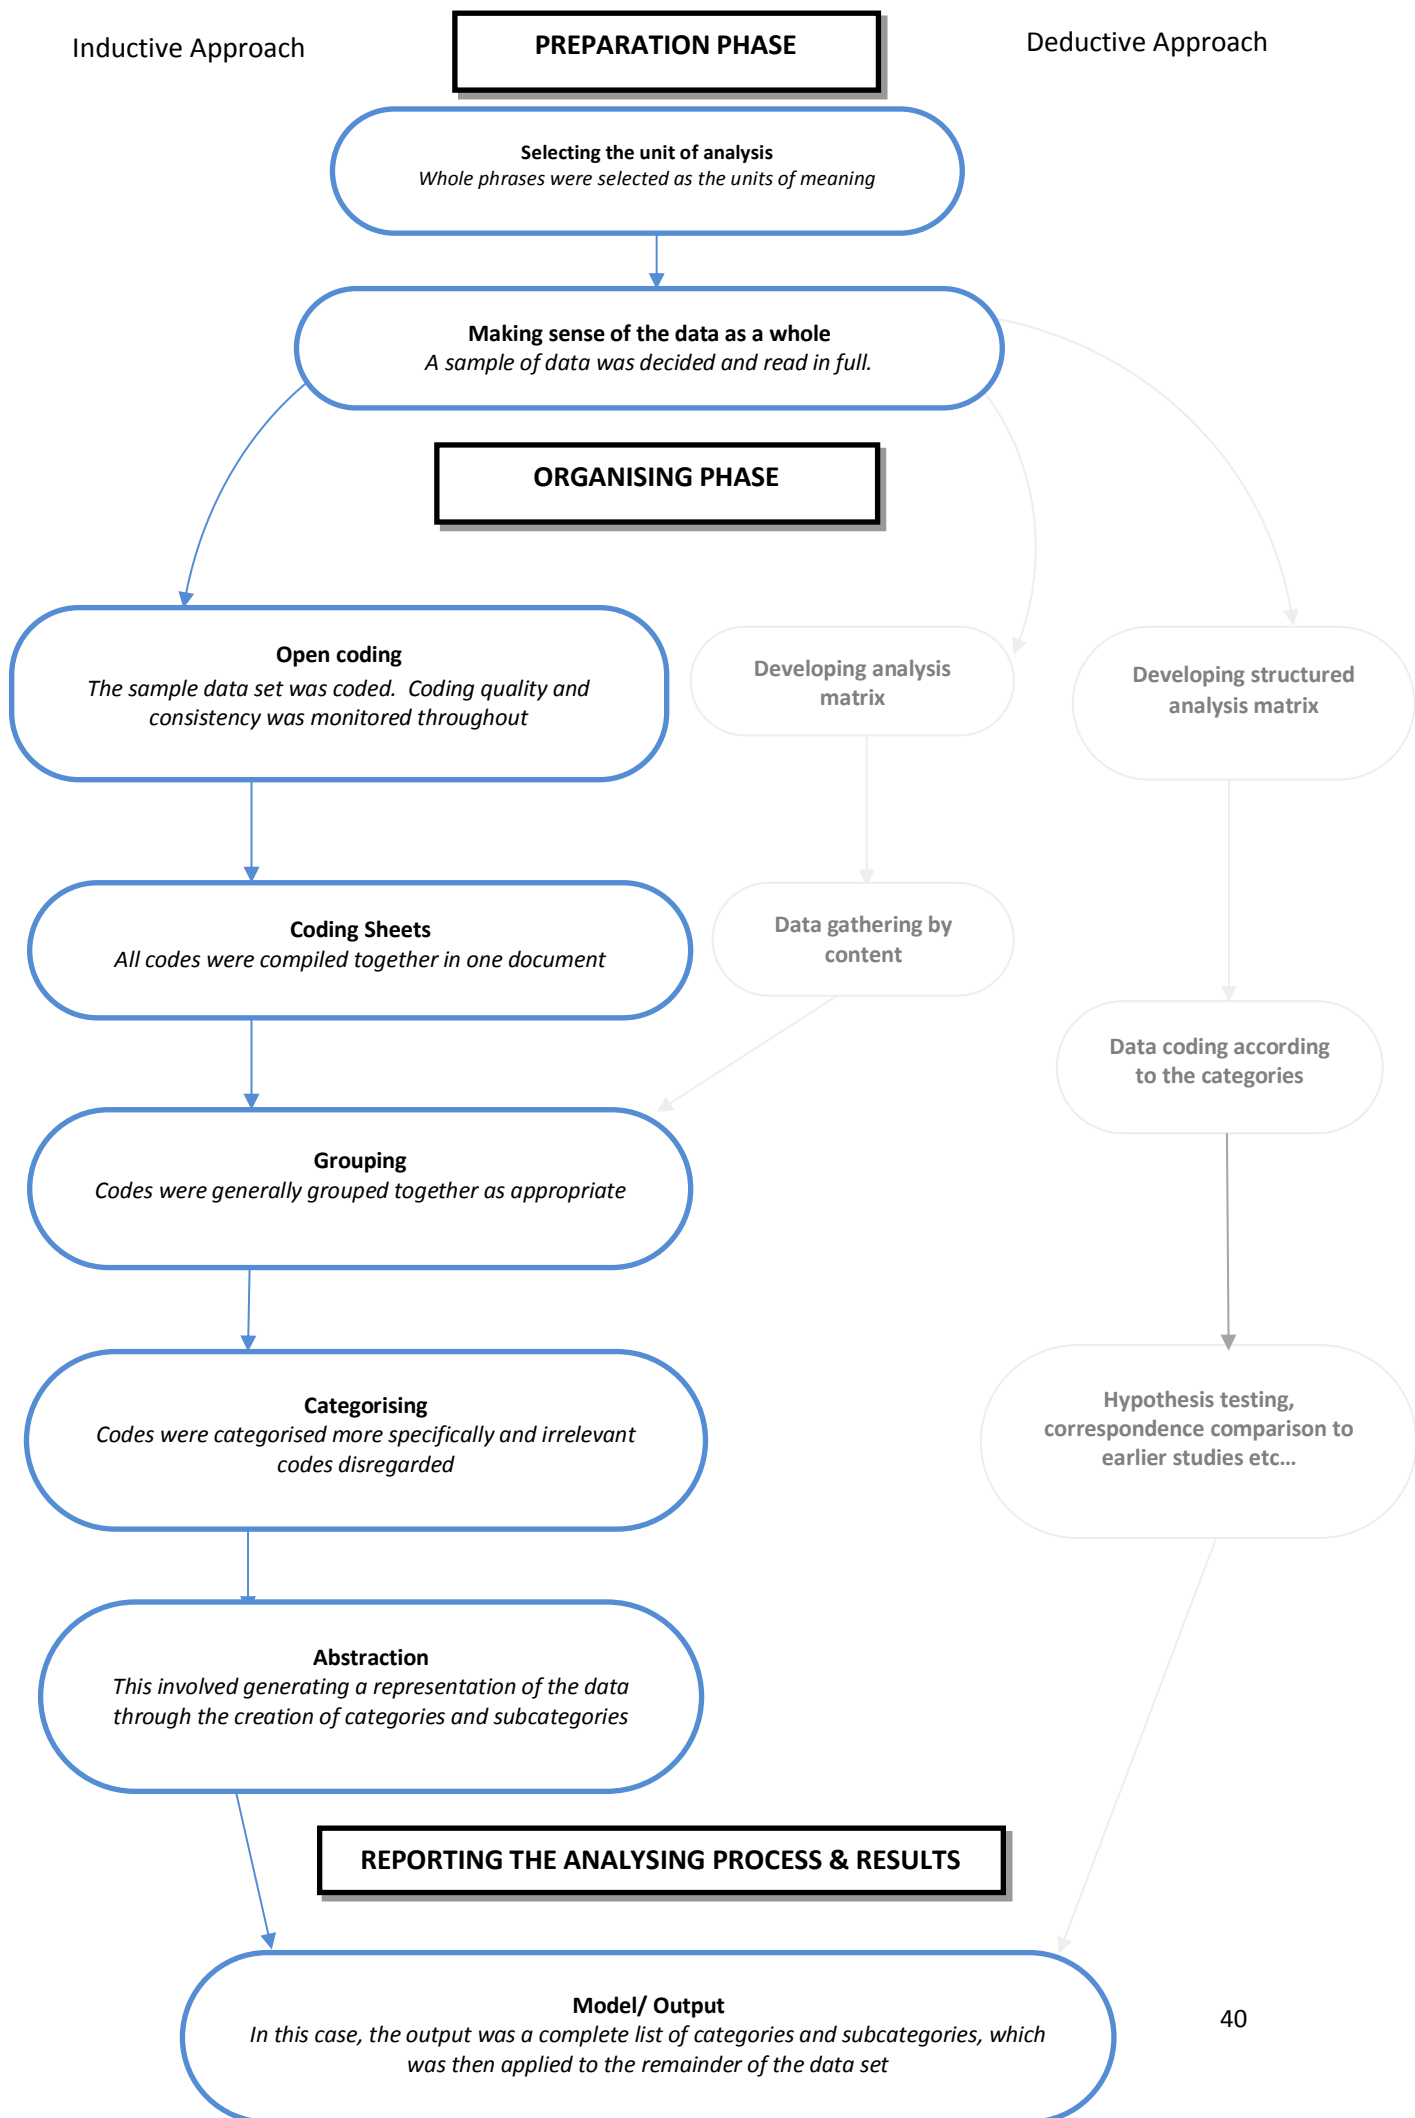 Inductive Approach
PREPARATION PHASE
Deductive Approach
Selecting the unit of analysis
Whole phrases were selected as the units of meaning
Making sense of the data as a whole
A sample of data was decided and read in full.
ORGANISING PHASE
Open coding
The sample data set was coded.  Coding quality and
consistency was monitored throughout
Developing analysis
matrix
Developing structured
analysis matrix
Coding Sheets
All codes were compiled together in one document
Data gathering by
content
Data coding according
to the categories
Grouping
Codes were generally grouped together as appropriate
Categorising
Codes were categorised more specifically and irrelevant
codes disregarded
Hypothesis testing,
correspondence comparison to
earlier studies etc…
Abstraction
This involved generating a representation of the data
through the creation of categories and subcategories
REPORTING THE ANALYSING PROCESS & RESULTS
Model/ Output
In this case, the output was a complete list of categories and subcategories, which
was then applied to the remainder of the data set
40